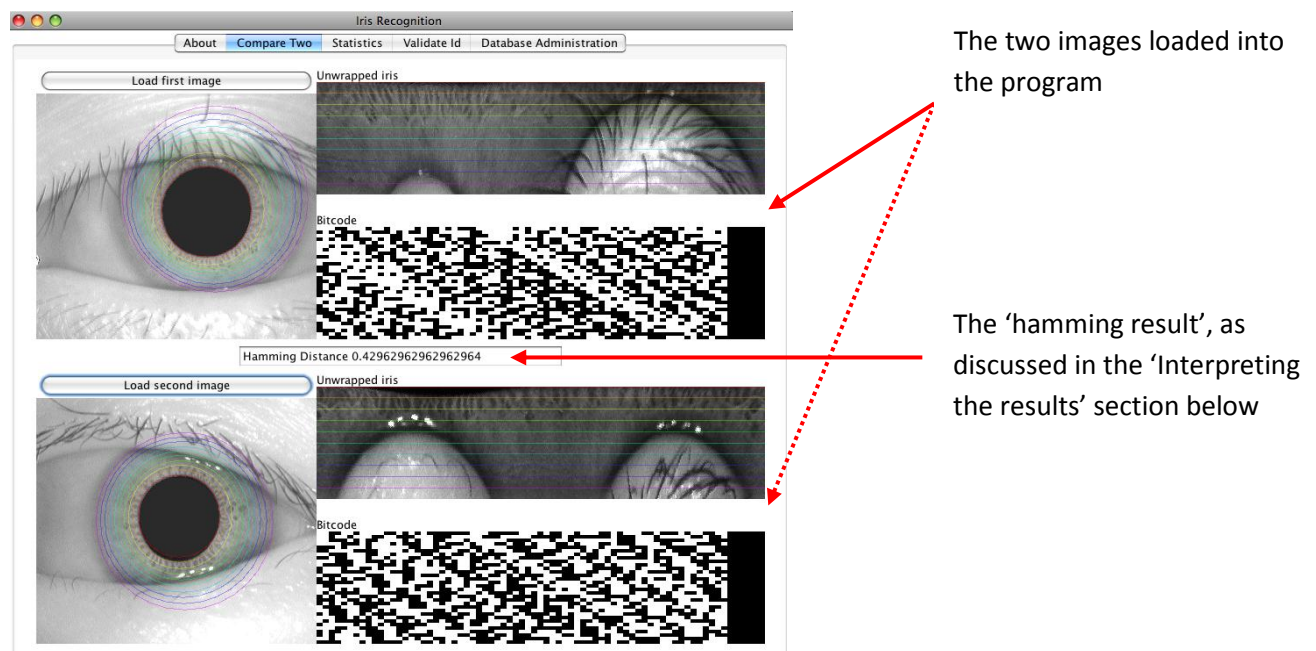 Iris Recognition
About Compare Two Statistics Validate Id Database Administration
Load first image
Unwrapped iris
Bitcode
Hamming Distance 0.42962962962962964
Load second image
Unwrapped iris
Bitcode
The two images loaded into
the program
The ‘hamming result’, as
discussed in the ‘Interpreting
the results’ section below